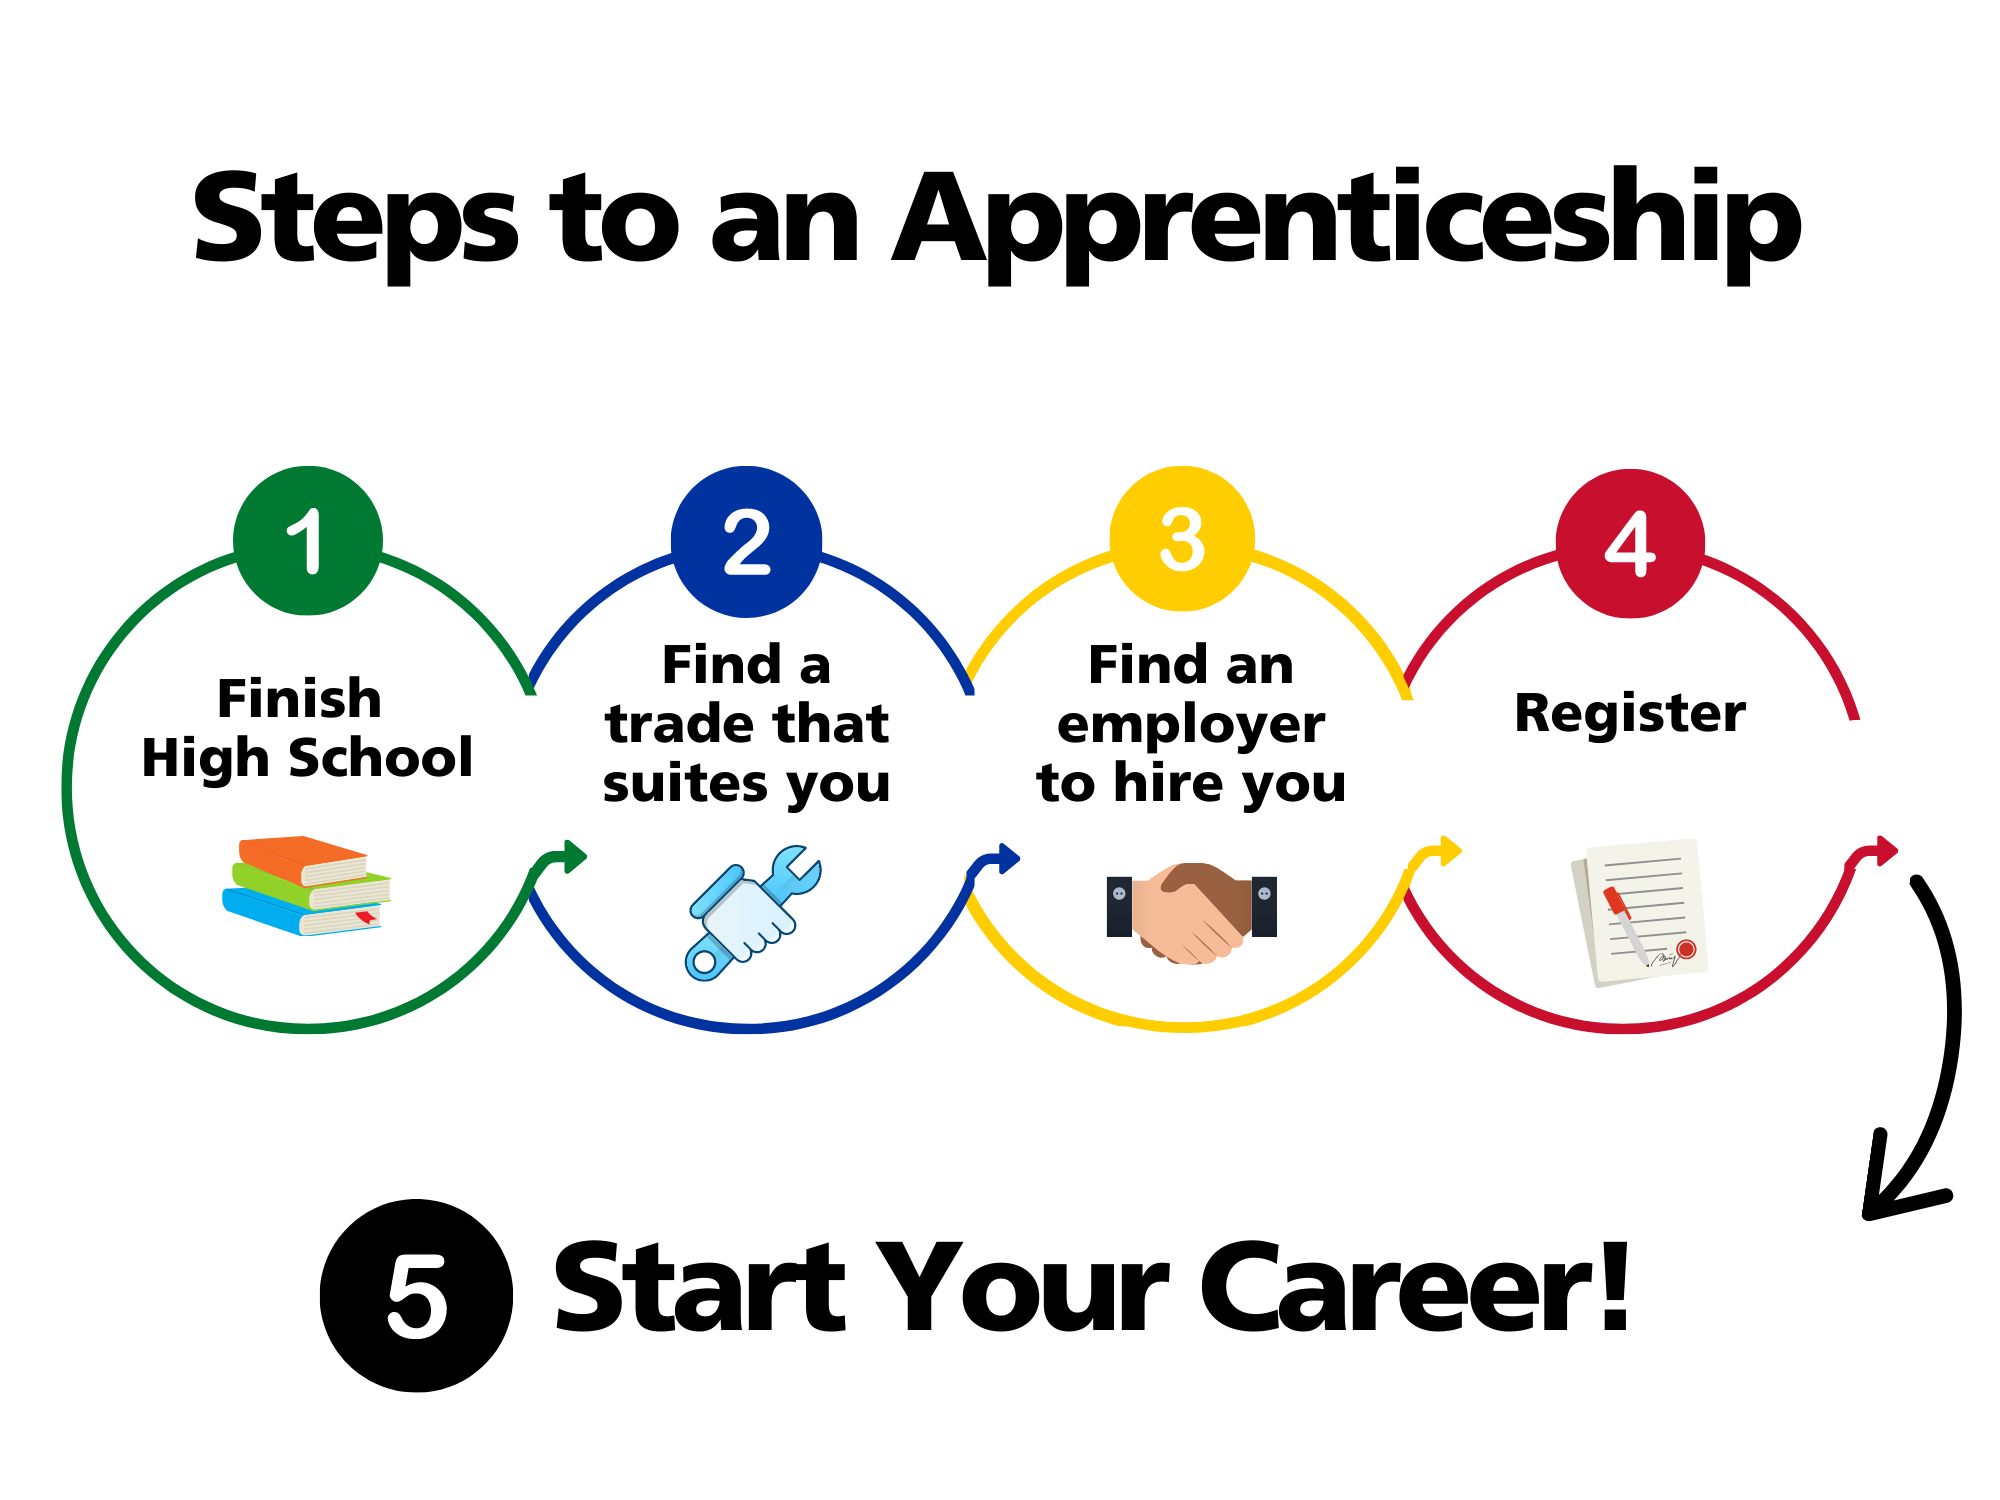 Steps to an Apprenticeship
1
Finish
High School
2
Find a
trade that
suites you
3
Find an
employer
to hire you
4
Register
5
Start Your Career!